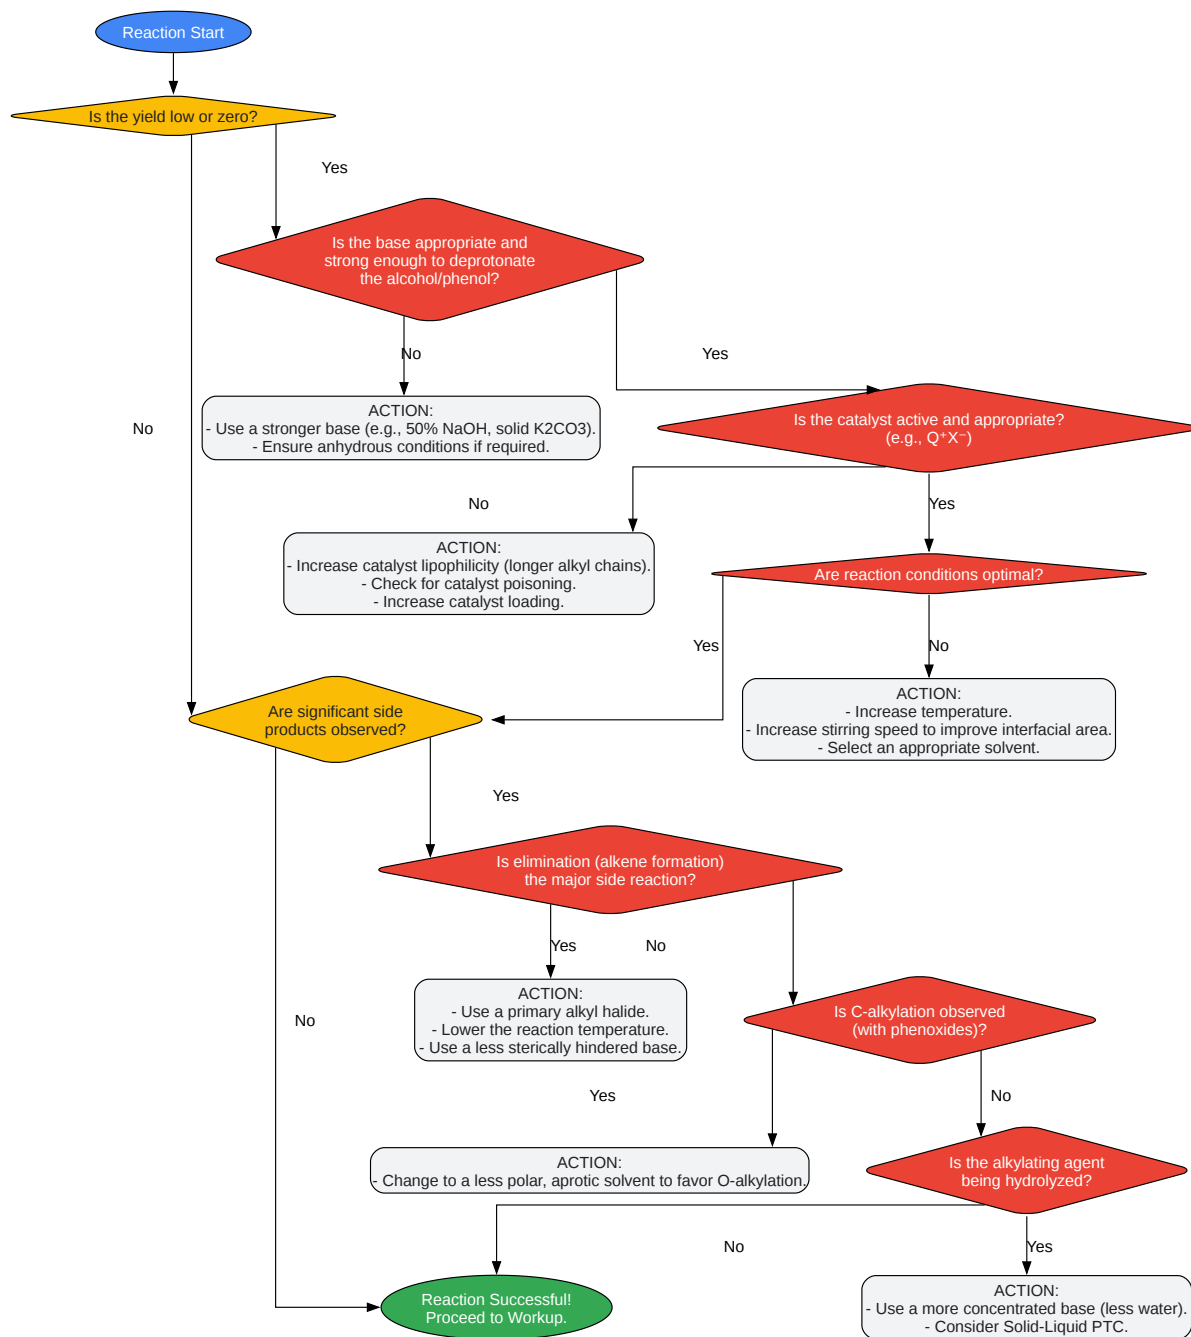 Reaction Start
Is the yield low or zero?
Yes
Is the base appropriate and
strong enough to deprotonate
the alcohol/phenol?
No
Yes
ACTION:
- Use a stronger base (e.g., 50% NaOH, solid K2CO3).
- Ensure anhydrous conditions if required.
No
Is the catalyst active and appropriate?
(e.g., Q⁺X⁻)
No
Yes
ACTION:
- Increase catalyst lipophilicity (longer alkyl chains).
- Check for catalyst poisoning.
- Increase catalyst loading.
Are reaction conditions optimal?
Yes
No
ACTION:
- Increase temperature.
- Increase stirring speed to improve interfacial area.
- Select an appropriate solvent.
Are significant side
products observed?
Yes
Is elimination (alkene formation)
the major side reaction?
Yes
No
ACTION:
- Use a primary alkyl halide.
- Lower the reaction temperature.
- Use a less sterically hindered base.
No
Is C-alkylation observed
(with phenoxides)?
Yes
No
ACTION:
- Change to a less polar, aprotic solvent to favor O-alkylation.
Is the alkylating agent
being hydrolyzed?
No
Yes
Reaction Successful!
Proceed to Workup.
ACTION:
- Use a more concentrated base (less water).
- Consider Solid-Liquid PTC.